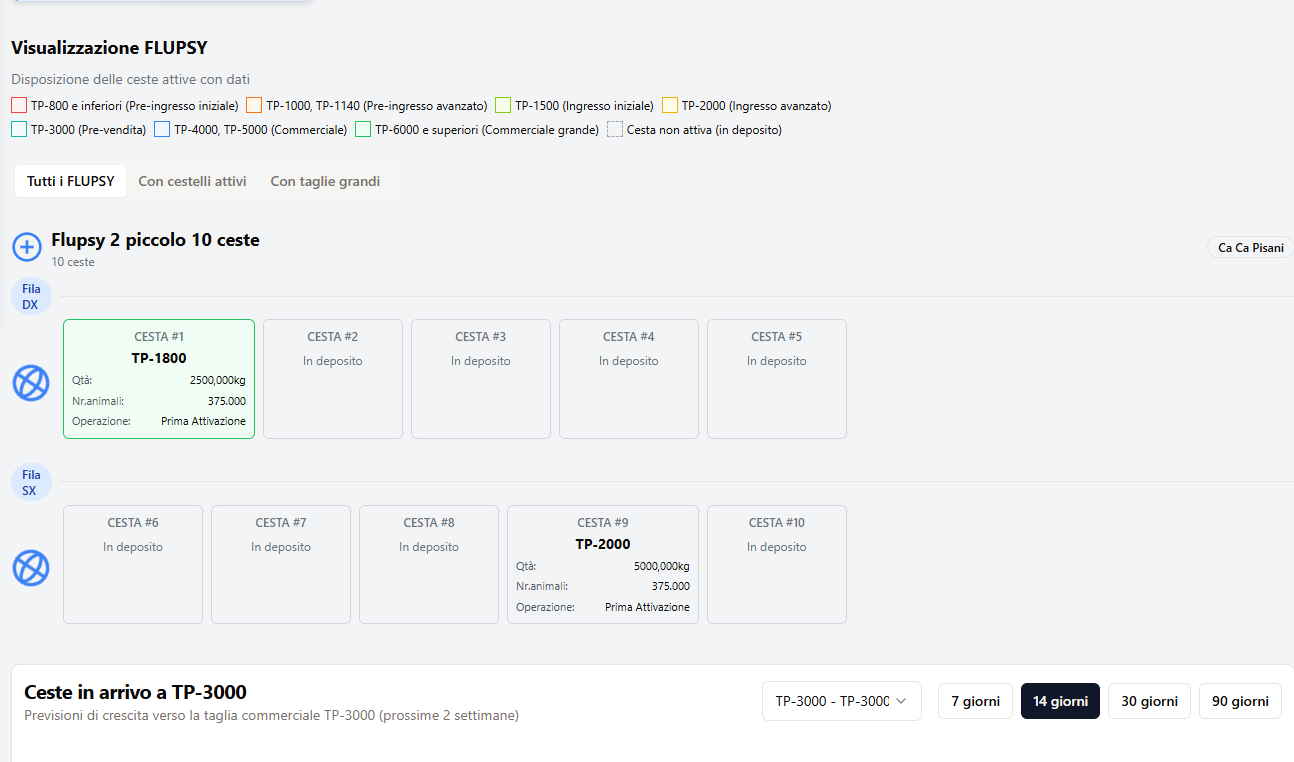 Visualizzazione FLUPSY
Disposizione delle ceste attive con dati
TP-800 e inferiori (Pre-ingresso iniziale) TP-1000, TP-1140 (Pre-ingresso avanzato) TP-1500 (Ingresso iniziale) TP-2000 (Ingresso avanzato)
TP-3000 (Pre-vendita) TP-4000, TP-5000 (Commerciale) TP-6000 e superiori (Commerciale grande) Cesta non attiva (in deposito)
Tutti i FLUPSY Con cestelli attivi Con taglie grandi
Flupsy 2 piccolo 10 ceste
10 ceste
Ca Ca Pisani
Fila
DX
CESTA #1
TP-1800
Qtà: 2500,000kg
Nr.animali: 375.000
Operazione: Prima Attivazione
CESTA #2
In deposito
CESTA #3
In deposito
CESTA #4
In deposito
CESTA #5
In deposito
Fila
SX
CESTA #6
In deposito
CESTA #7
In deposito
CESTA #8
In deposito
CESTA #9
TP-2000
Qtà: 5000,000kg
Nr.animali: 375.000
Operazione: Prima Attivazione
CESTA #10
In deposito
Ceste in arrivo a TP-3000
Previsioni di crescita verso la taglia commerciale TP-3000 (prossime 2 settimane)
TP-3000 - TP-3000
7 giorni 14 giorni 30 giorni 90 giorni